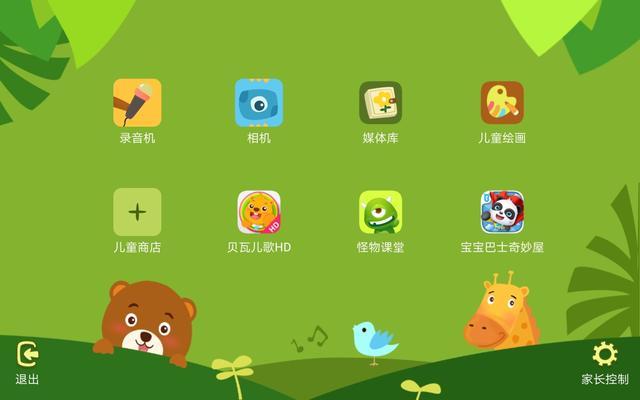 录音机
相机
媒体库
儿童绘画
儿童商店
贝瓦儿歌HD
怪物课堂
宝宝巴士奇妙屋
HD
退出
家长控制